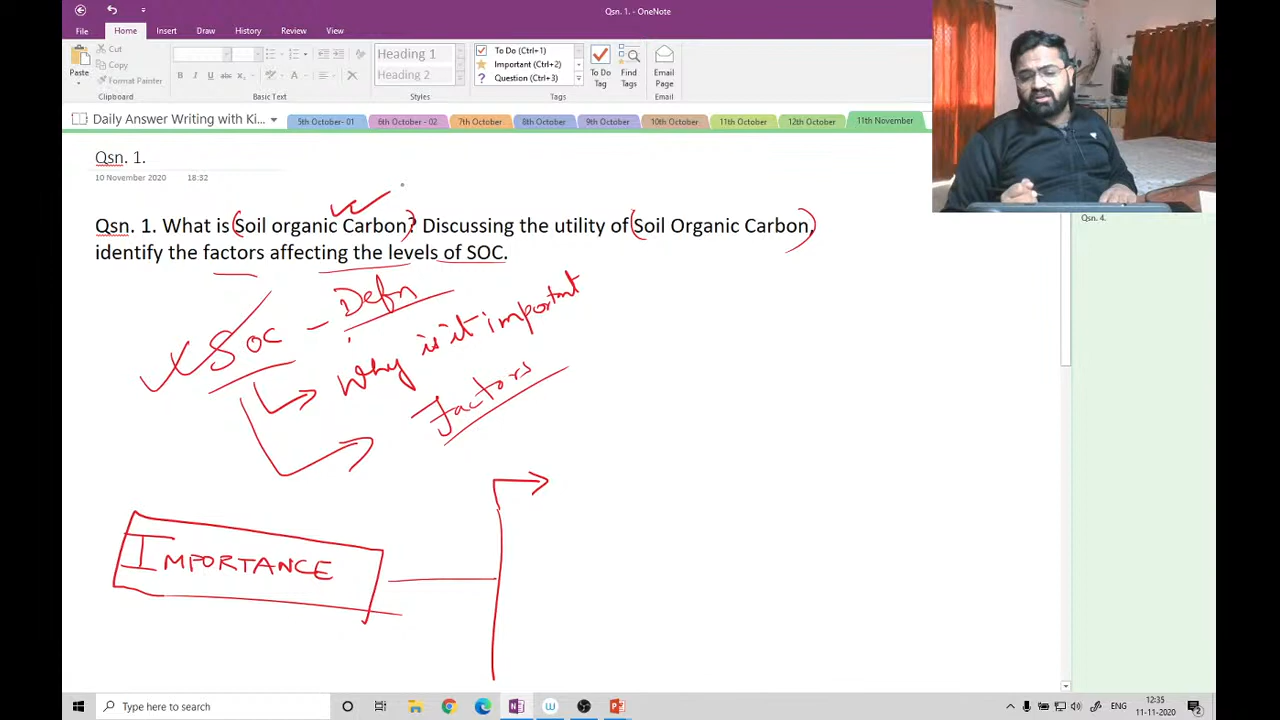 Qsn. 1. - OneNote
File Home Insert Draw History Review View
Cut
Copy
Format Painter
Paste
Clipboard
B I U abc X₂ A
Basic Text
Heading 1
Heading 2
Styles
To Do (Ctrl+1)
Important (Ctrl+2)
Question (Ctrl+3)
To Do Tag
Find Tags
Tags
Email Page
Email
Daily Answer Writing with Ki...
5th October- 01 6th October - 02 7th October 8th October 9th October 10th October 11th October 12th October 11th November
Qsn. 1.
10 November 2020 18:32
Qsn. 4.
Qsn. 1. What is Soil organic Carbon? Discussing the utility of Soil Organic Carbon,
identify the factors affecting the levels of SOC.
SOC - Defn
Why is it important
Factors
IMPORTANCE
Type here to search
ENG
12:35
11-11-2020
2